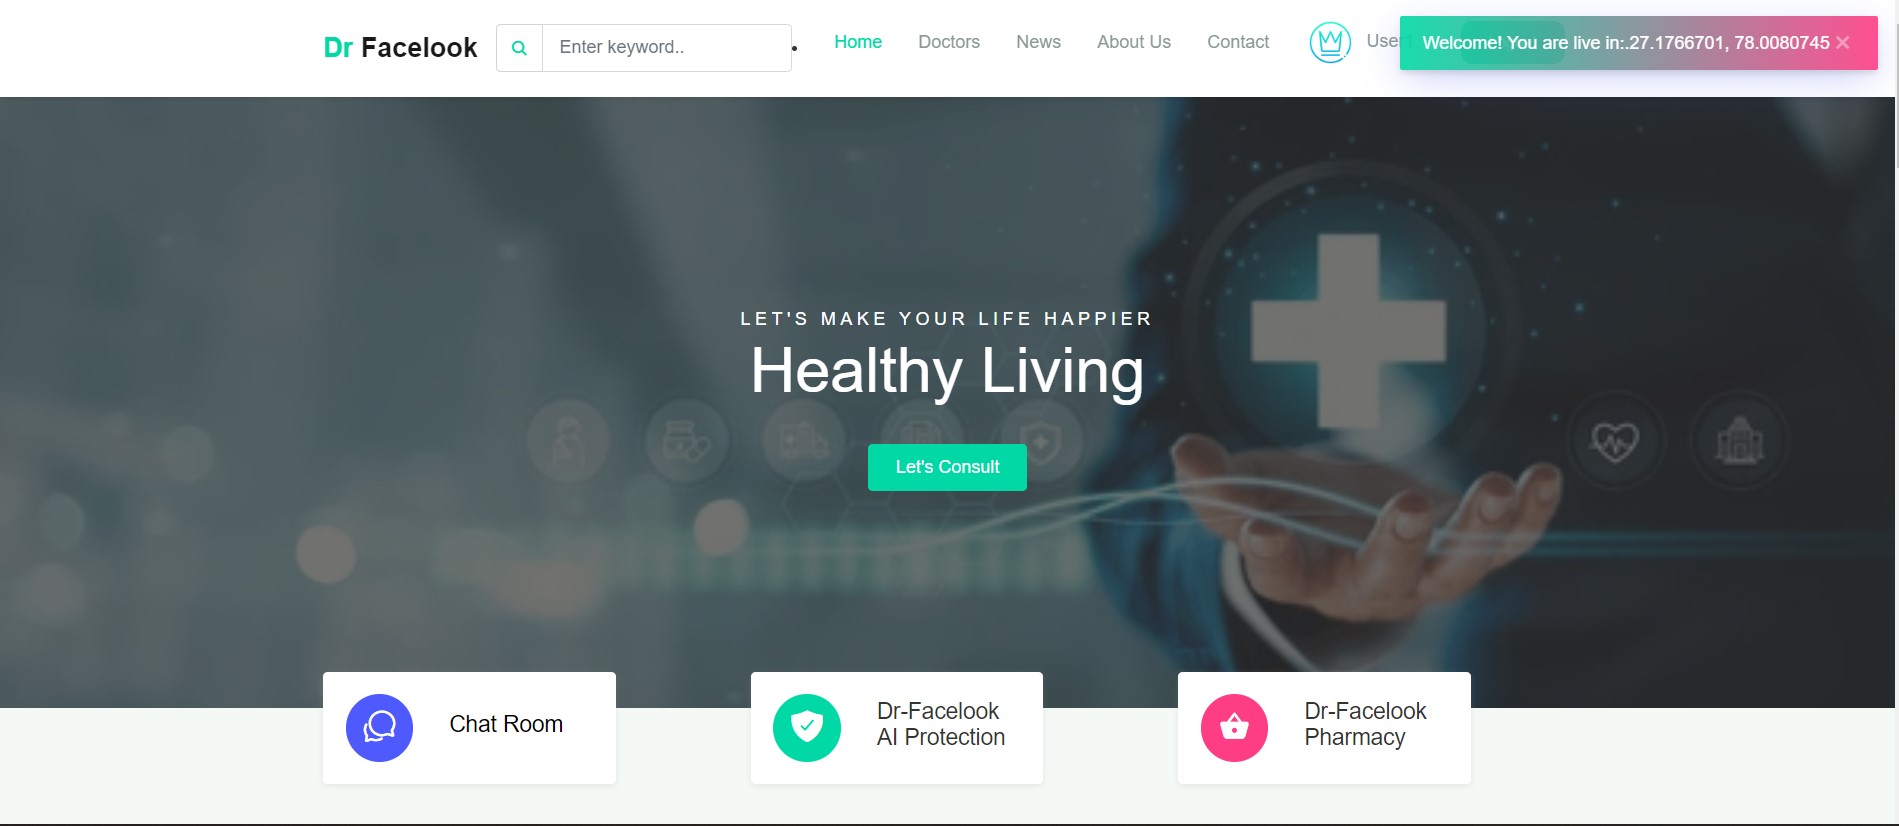 Dr Facelook
Enter keyword..
Home
Doctors
News
About Us
Contact
User
Welcome! You are live in:.27.1766701, 78.0080745 ×
LET'S MAKE YOUR LIFE HAPPIER
Healthy Living
Let's Consult
Chat Room
Dr-Facelook
AI Protection
Dr-Facelook
Pharmacy